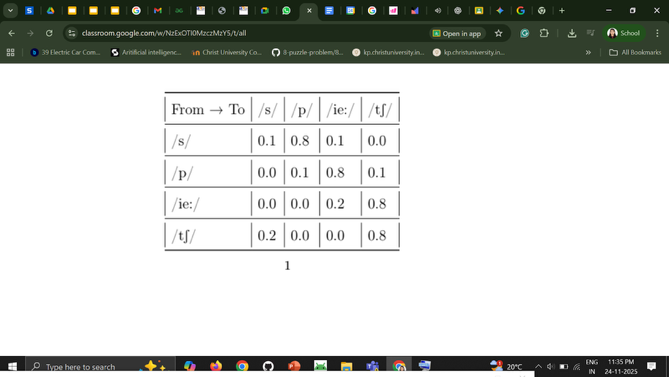 School
classroom.google.com/w/NzExOTI0MzczMzY5/t/all
Open in app
39 Electric Car Com...
Artificial intelligenc...
Christ University Co...
8-puzzle-problem/8...
kp.christuniversity.in...
kp.christuniversity.in...
All Bookmarks
From → To /s/ /p/ /ie:/ /tʃ/
/s/ 0.1 0.8 0.1 0.0
/p/ 0.0 0.1 0.8 0.1
/ie:/ 0.0 0.0 0.2 0.8
/tʃ/ 0.2 0.0 0.0 0.8
1
Type here to search
20°C
ENG
IN
11:35 PM
24-11-2025